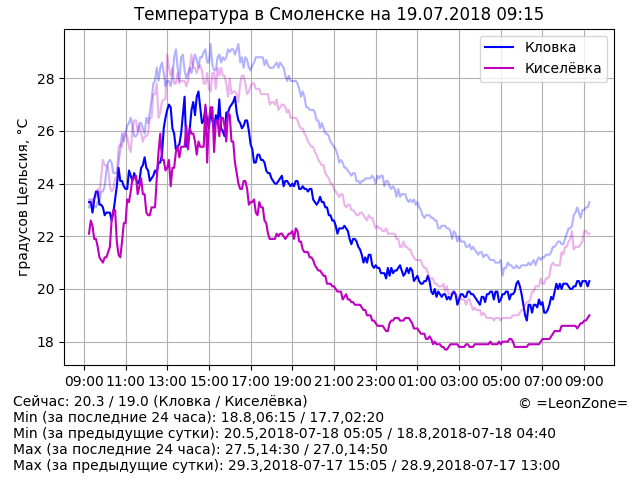 Температура в Смоленске на 19.07.2018 09:15
Кловка
Киселёвка
градусов Цельсия, °C
28
26
24
22
20
18
09:00 11:00 13:00 15:00 17:00 19:00 21:00 23:00 01:00 03:00 05:00 07:00 09:00
Сейчас: 20.3 / 19.0 (Кловка / Киселёвка)
© =LeonZone=
Min (за последние 24 часа): 18.8,06:15 / 17.7,02:20
Min (за предыдущие сутки): 20.5,2018-07-18 05:05 / 18.8,2018-07-18 04:40
Max (за последние 24 часа): 27.5,14:30 / 27.0,14:50
Max (за предыдущие сутки): 29.3,2018-07-17 15:05 / 28.9,2018-07-17 13:00